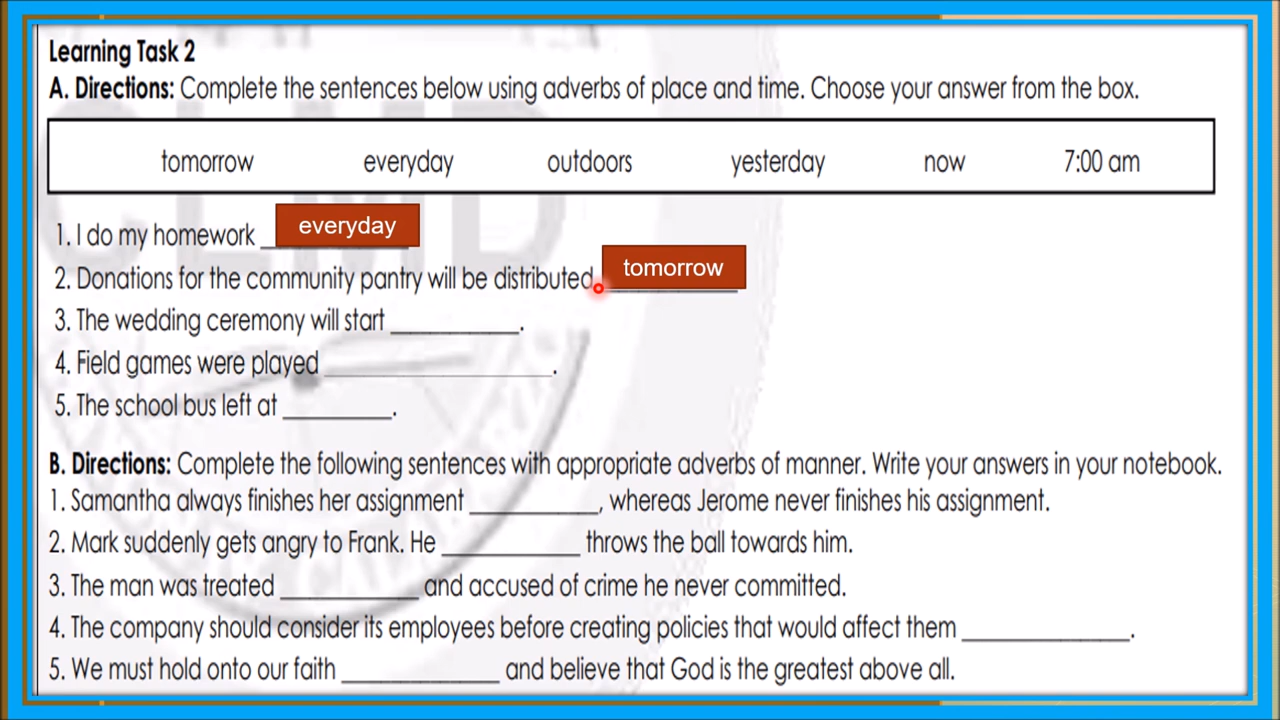 Learning Task 2
A. Directions: Complete the sentences below using adverbs of place and time. Choose your answer from the box.
tomorrow everyday outdoors yesterday now 7:00 am
1. I do my homework everyday
2. Donations for the community pantry will be distributed tomorrow
3. The wedding ceremony will start ___________.
4. Field games were played ____________________.
5. The school bus left at _________.
B. Directions: Complete the following sentences with appropriate adverbs of manner. Write your answers in your notebook.
1. Samantha always finishes her assignment ___________, whereas Jerome never finishes his assignment.
2. Mark suddenly gets angry to Frank. He ____________ throws the ball towards him.
3. The man was treated ____________ and accused of crime he never committed.
4. The company should consider its employees before creating policies that would affect them ______________.
5. We must hold onto our faith _____________ and believe that God is the greatest above all.